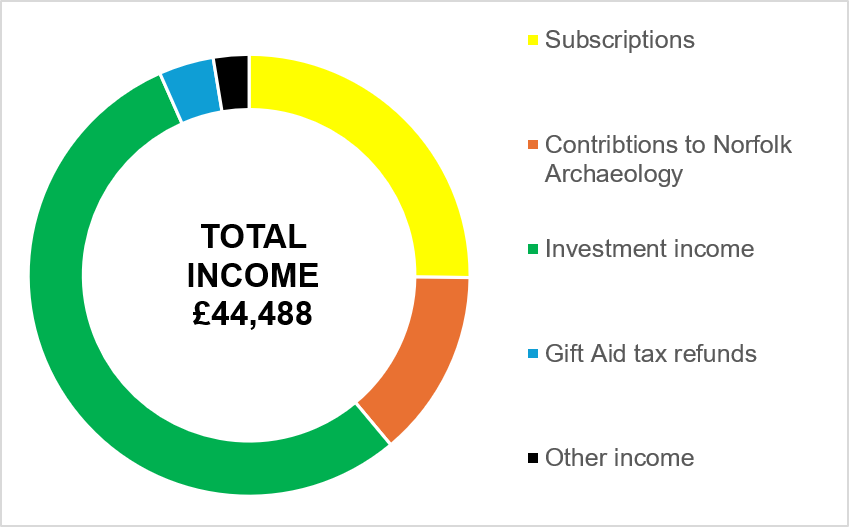 Subscriptions
Contribtions to Norfolk
Archaeology
Investment income
Gift Aid tax refunds
Other income
TOTAL
INCOME
£44,488